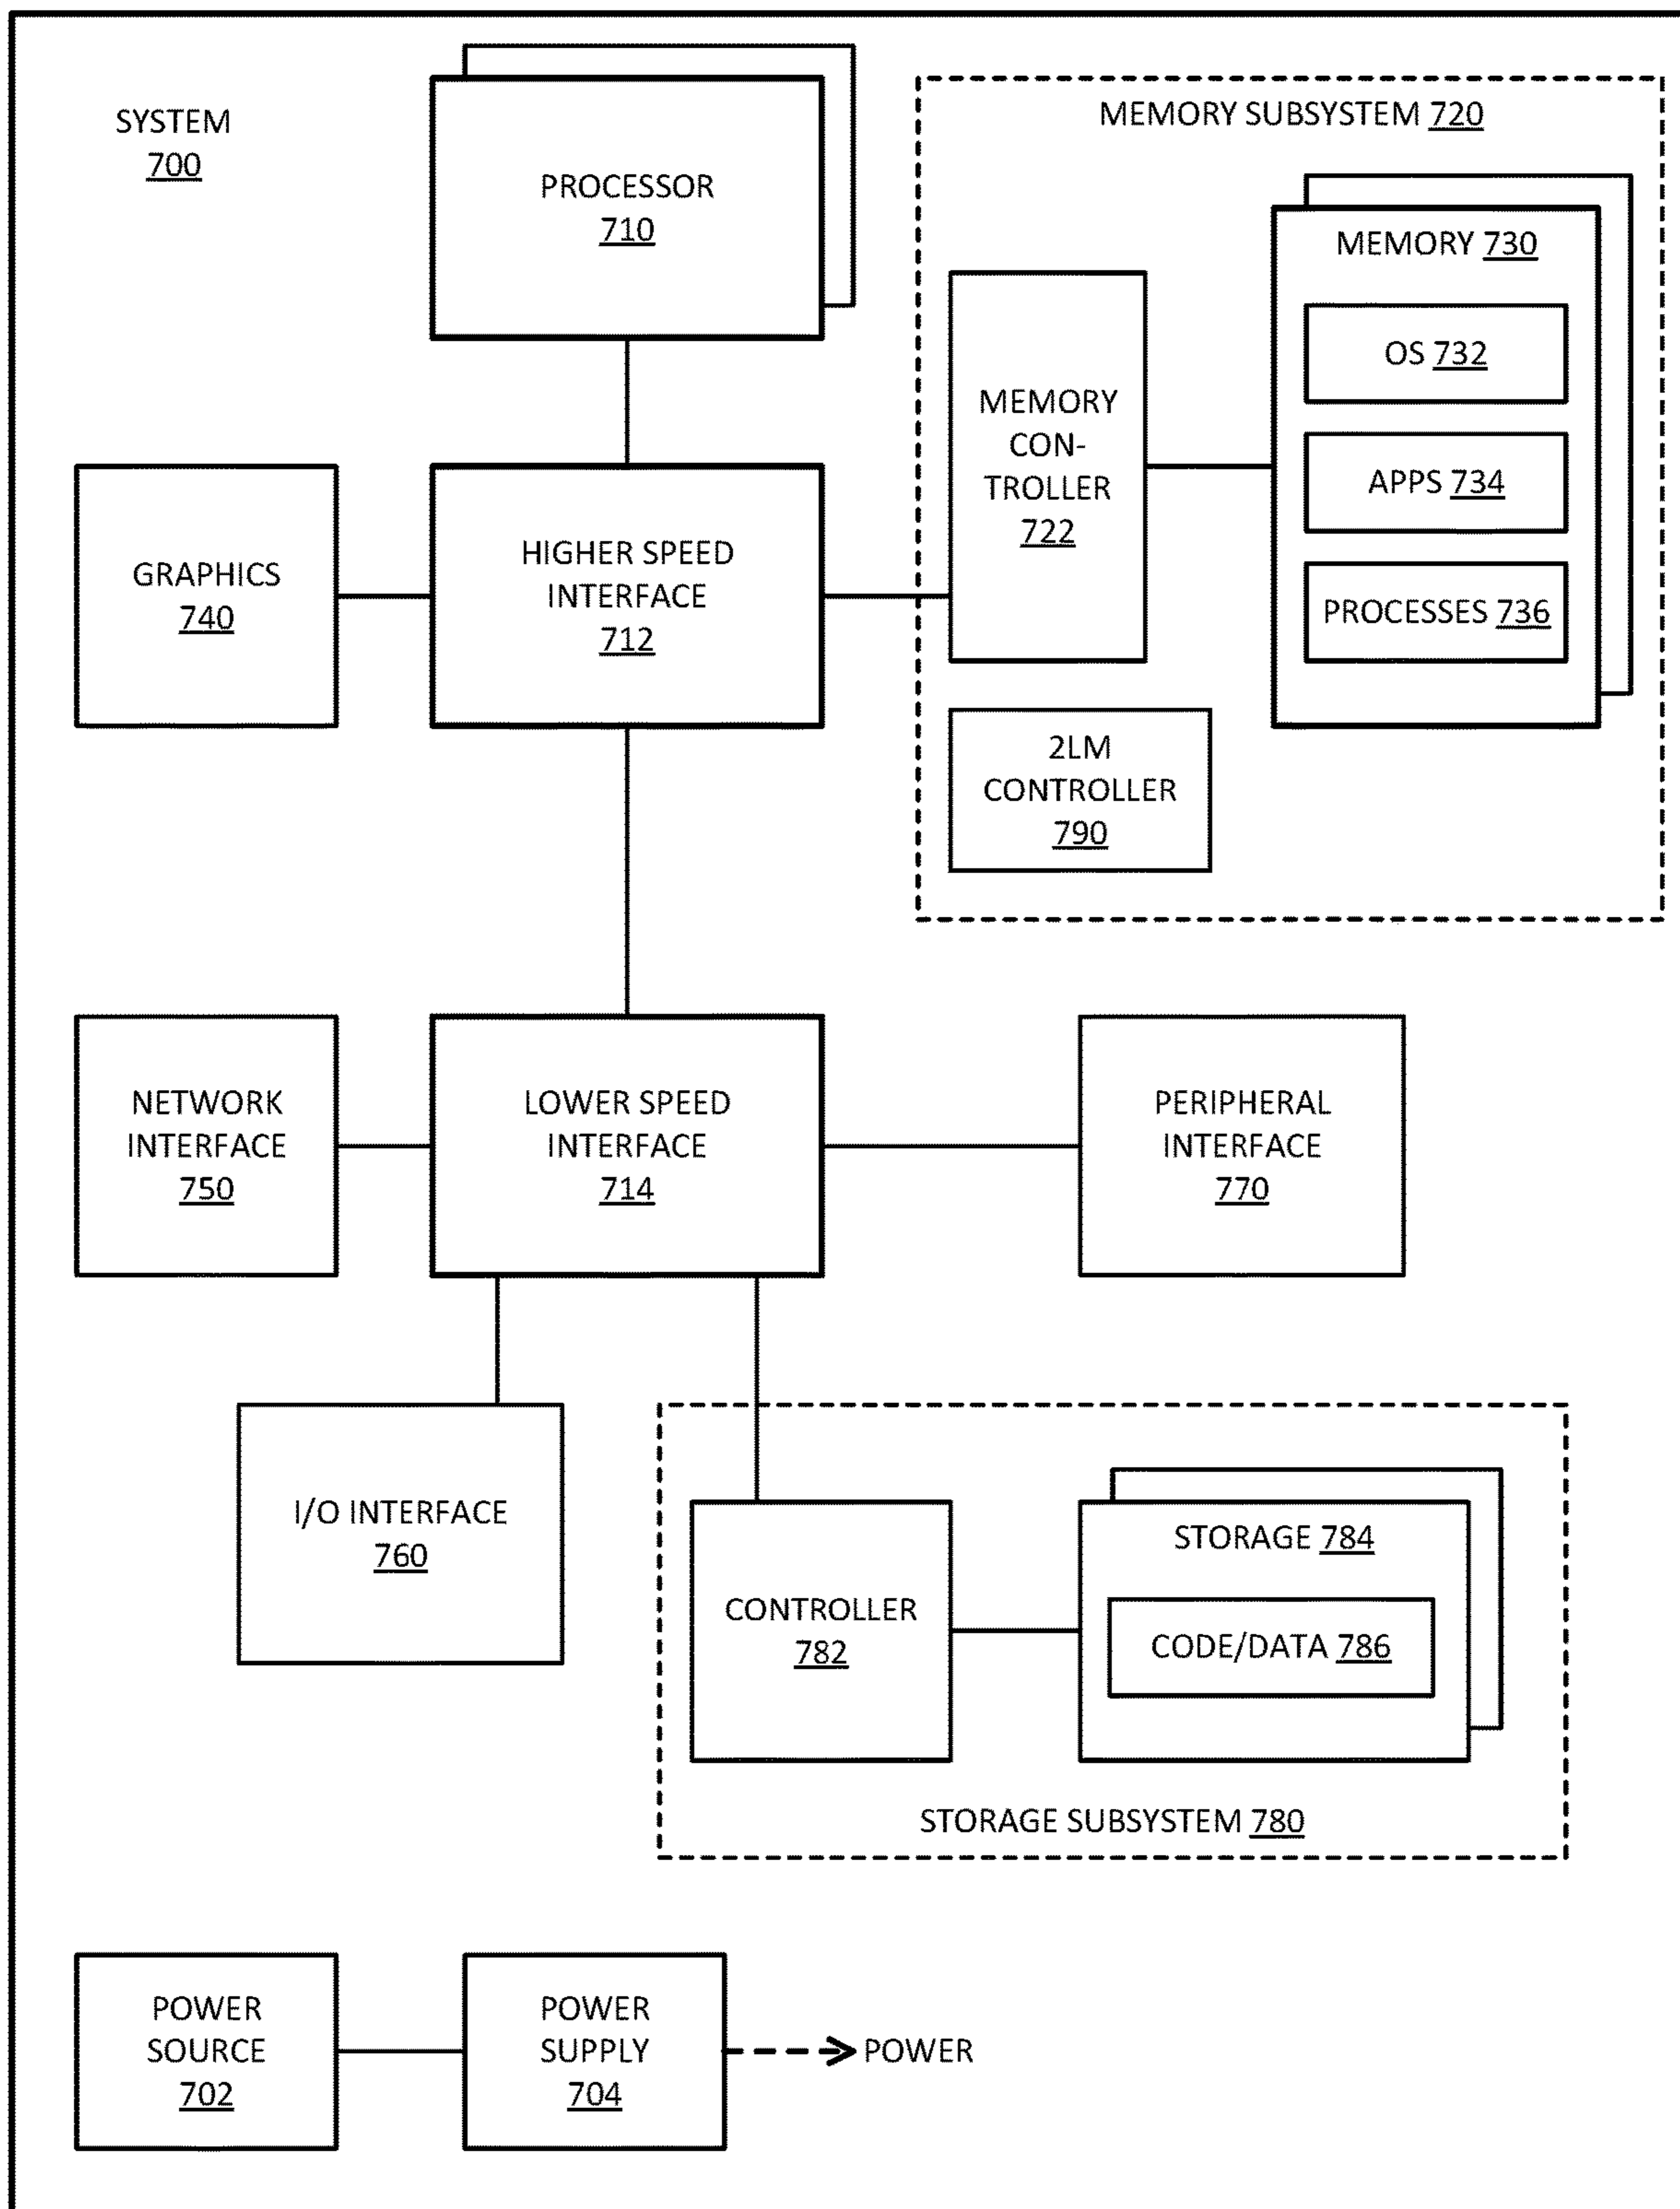 SYSTEM
700
PROCESSOR
710
MEMORY SUBSYSTEM 720
MEMORY 730
OS 732
APPS 734
PROCESSES 736
MEMORY
CON-
TROLLER
722
2LM
CONTROLLER
790
GRAPHICS
740
HIGHER SPEED
INTERFACE
712
NETWORK
INTERFACE
750
LOWER SPEED
INTERFACE
714
PERIPHERAL
INTERFACE
770
I/O INTERFACE
760
CONTROLLER
782
STORAGE 784
CODE/DATA 786
STORAGE SUBSYSTEM 780
POWER
SOURCE
702
POWER
SUPPLY
704
POWER